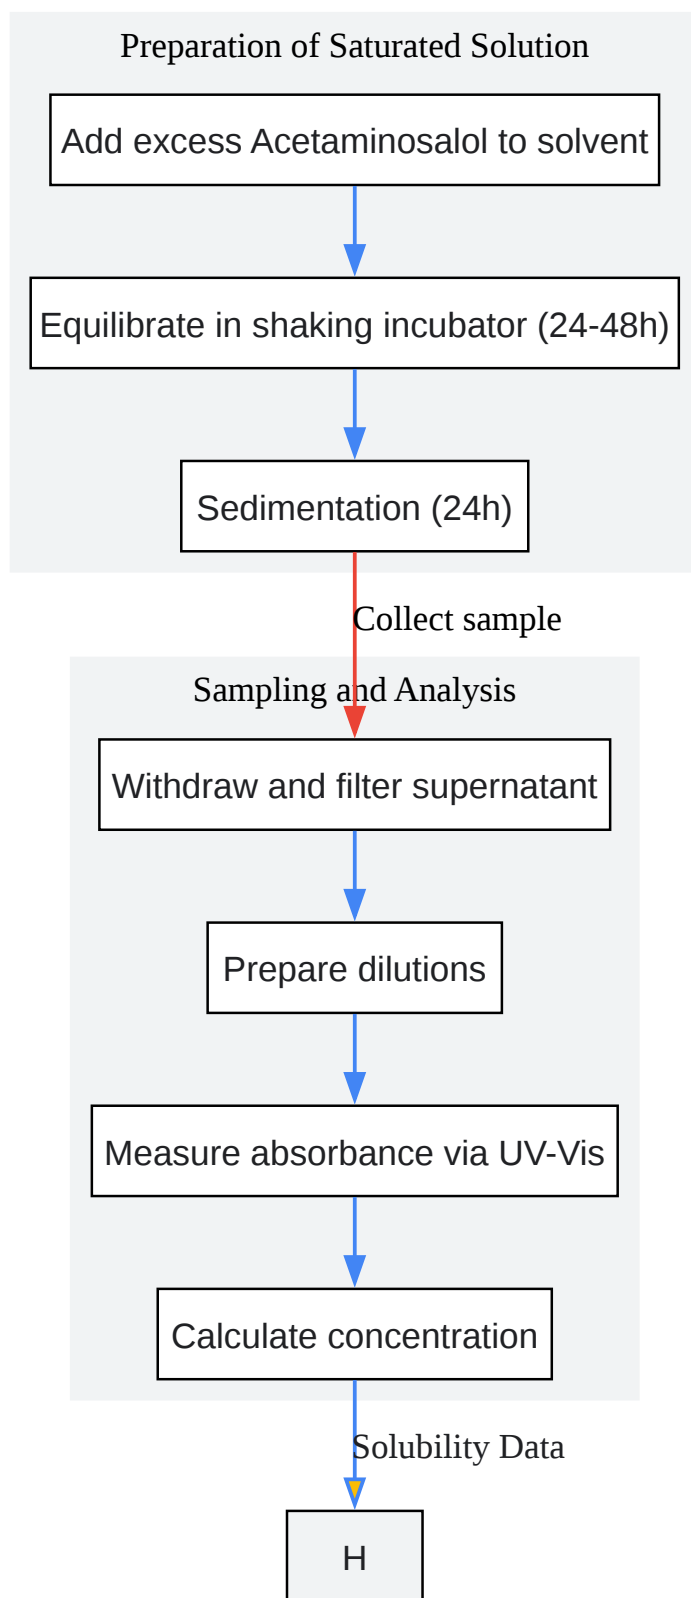 Preparation of Saturated Solution
Add excess Acetaminosalol to solvent
Equilibrate in shaking incubator (24-48h)
Sedimentation (24h)
Collect sample
Sampling and Analysis
Withdraw and filter supernatant
Prepare dilutions
Measure absorbance via UV-Vis
Calculate concentration
Solubility Data
H